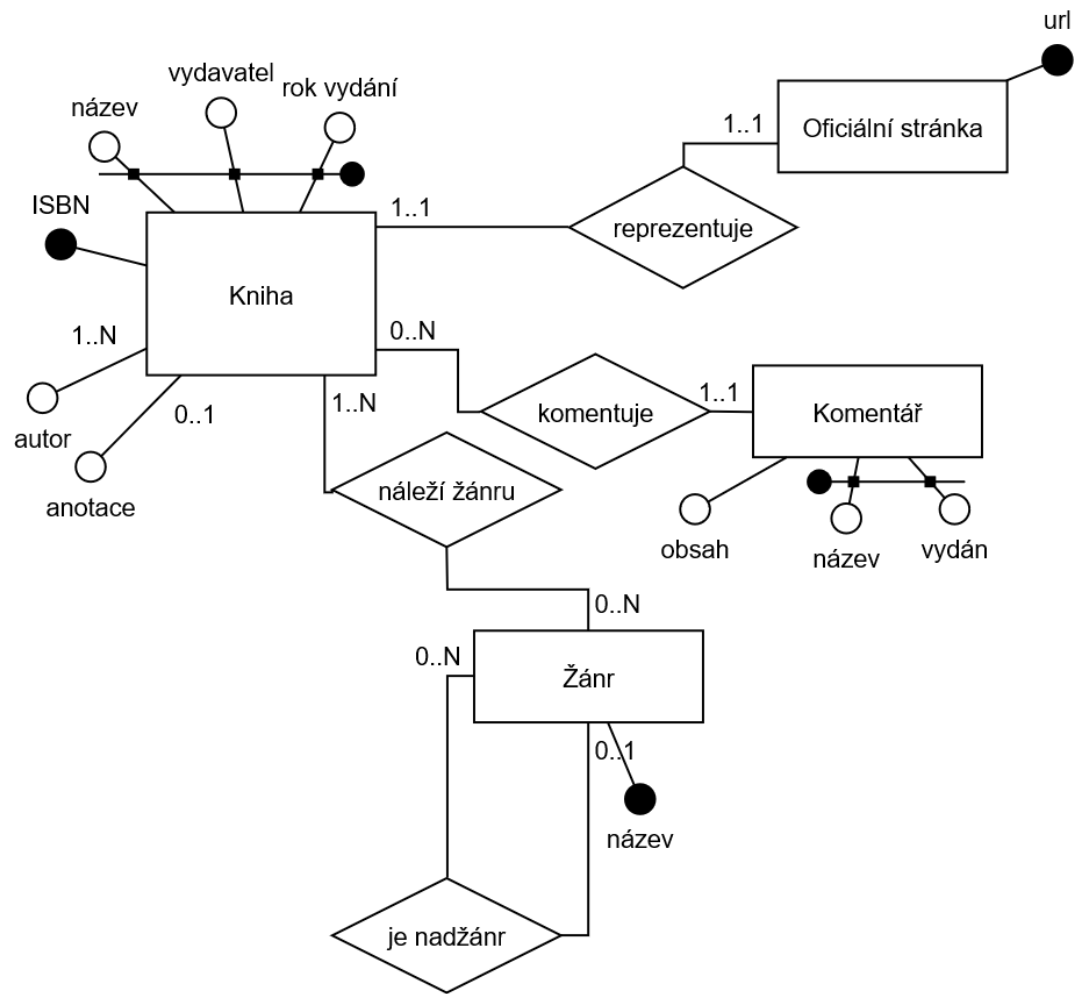 url
vydavatel
rok vydání
název
1..1
Oficiální stránka
ISBN
1..1
reprezentuje
Kniha
1..N
0..N
0..1
1..N
1..1
komentuje
Komentář
autor
anotace
náleží žánru
obsah
název
vydán
0..N
0..N
Žánr
0..1
název
je nadžánr